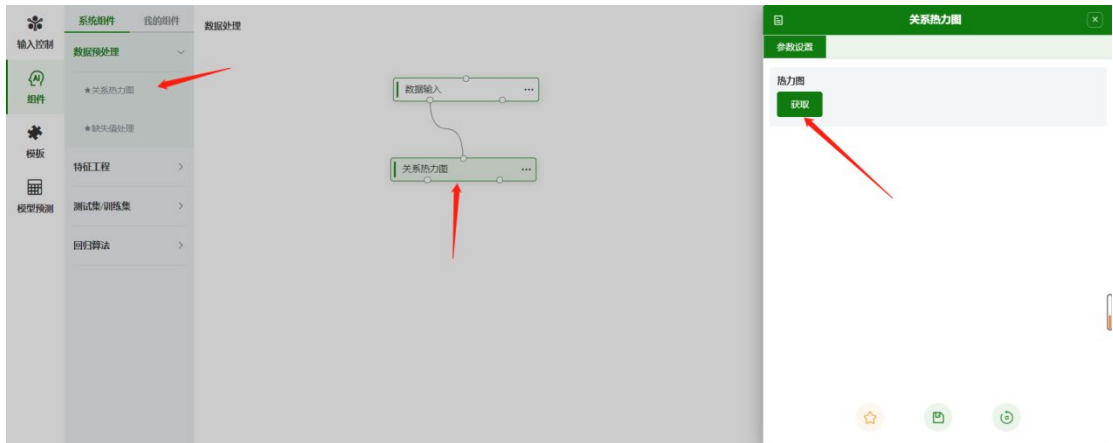 输入控制
组件
模板
模型预测
系统组件 我的组件
数据预处理
★关系热力图
★缺失值处理
特征工程
测试集/训练集
回归算法
数据处理
数据输入
关系热力图
关系热力图
参数设置
热力图
获取